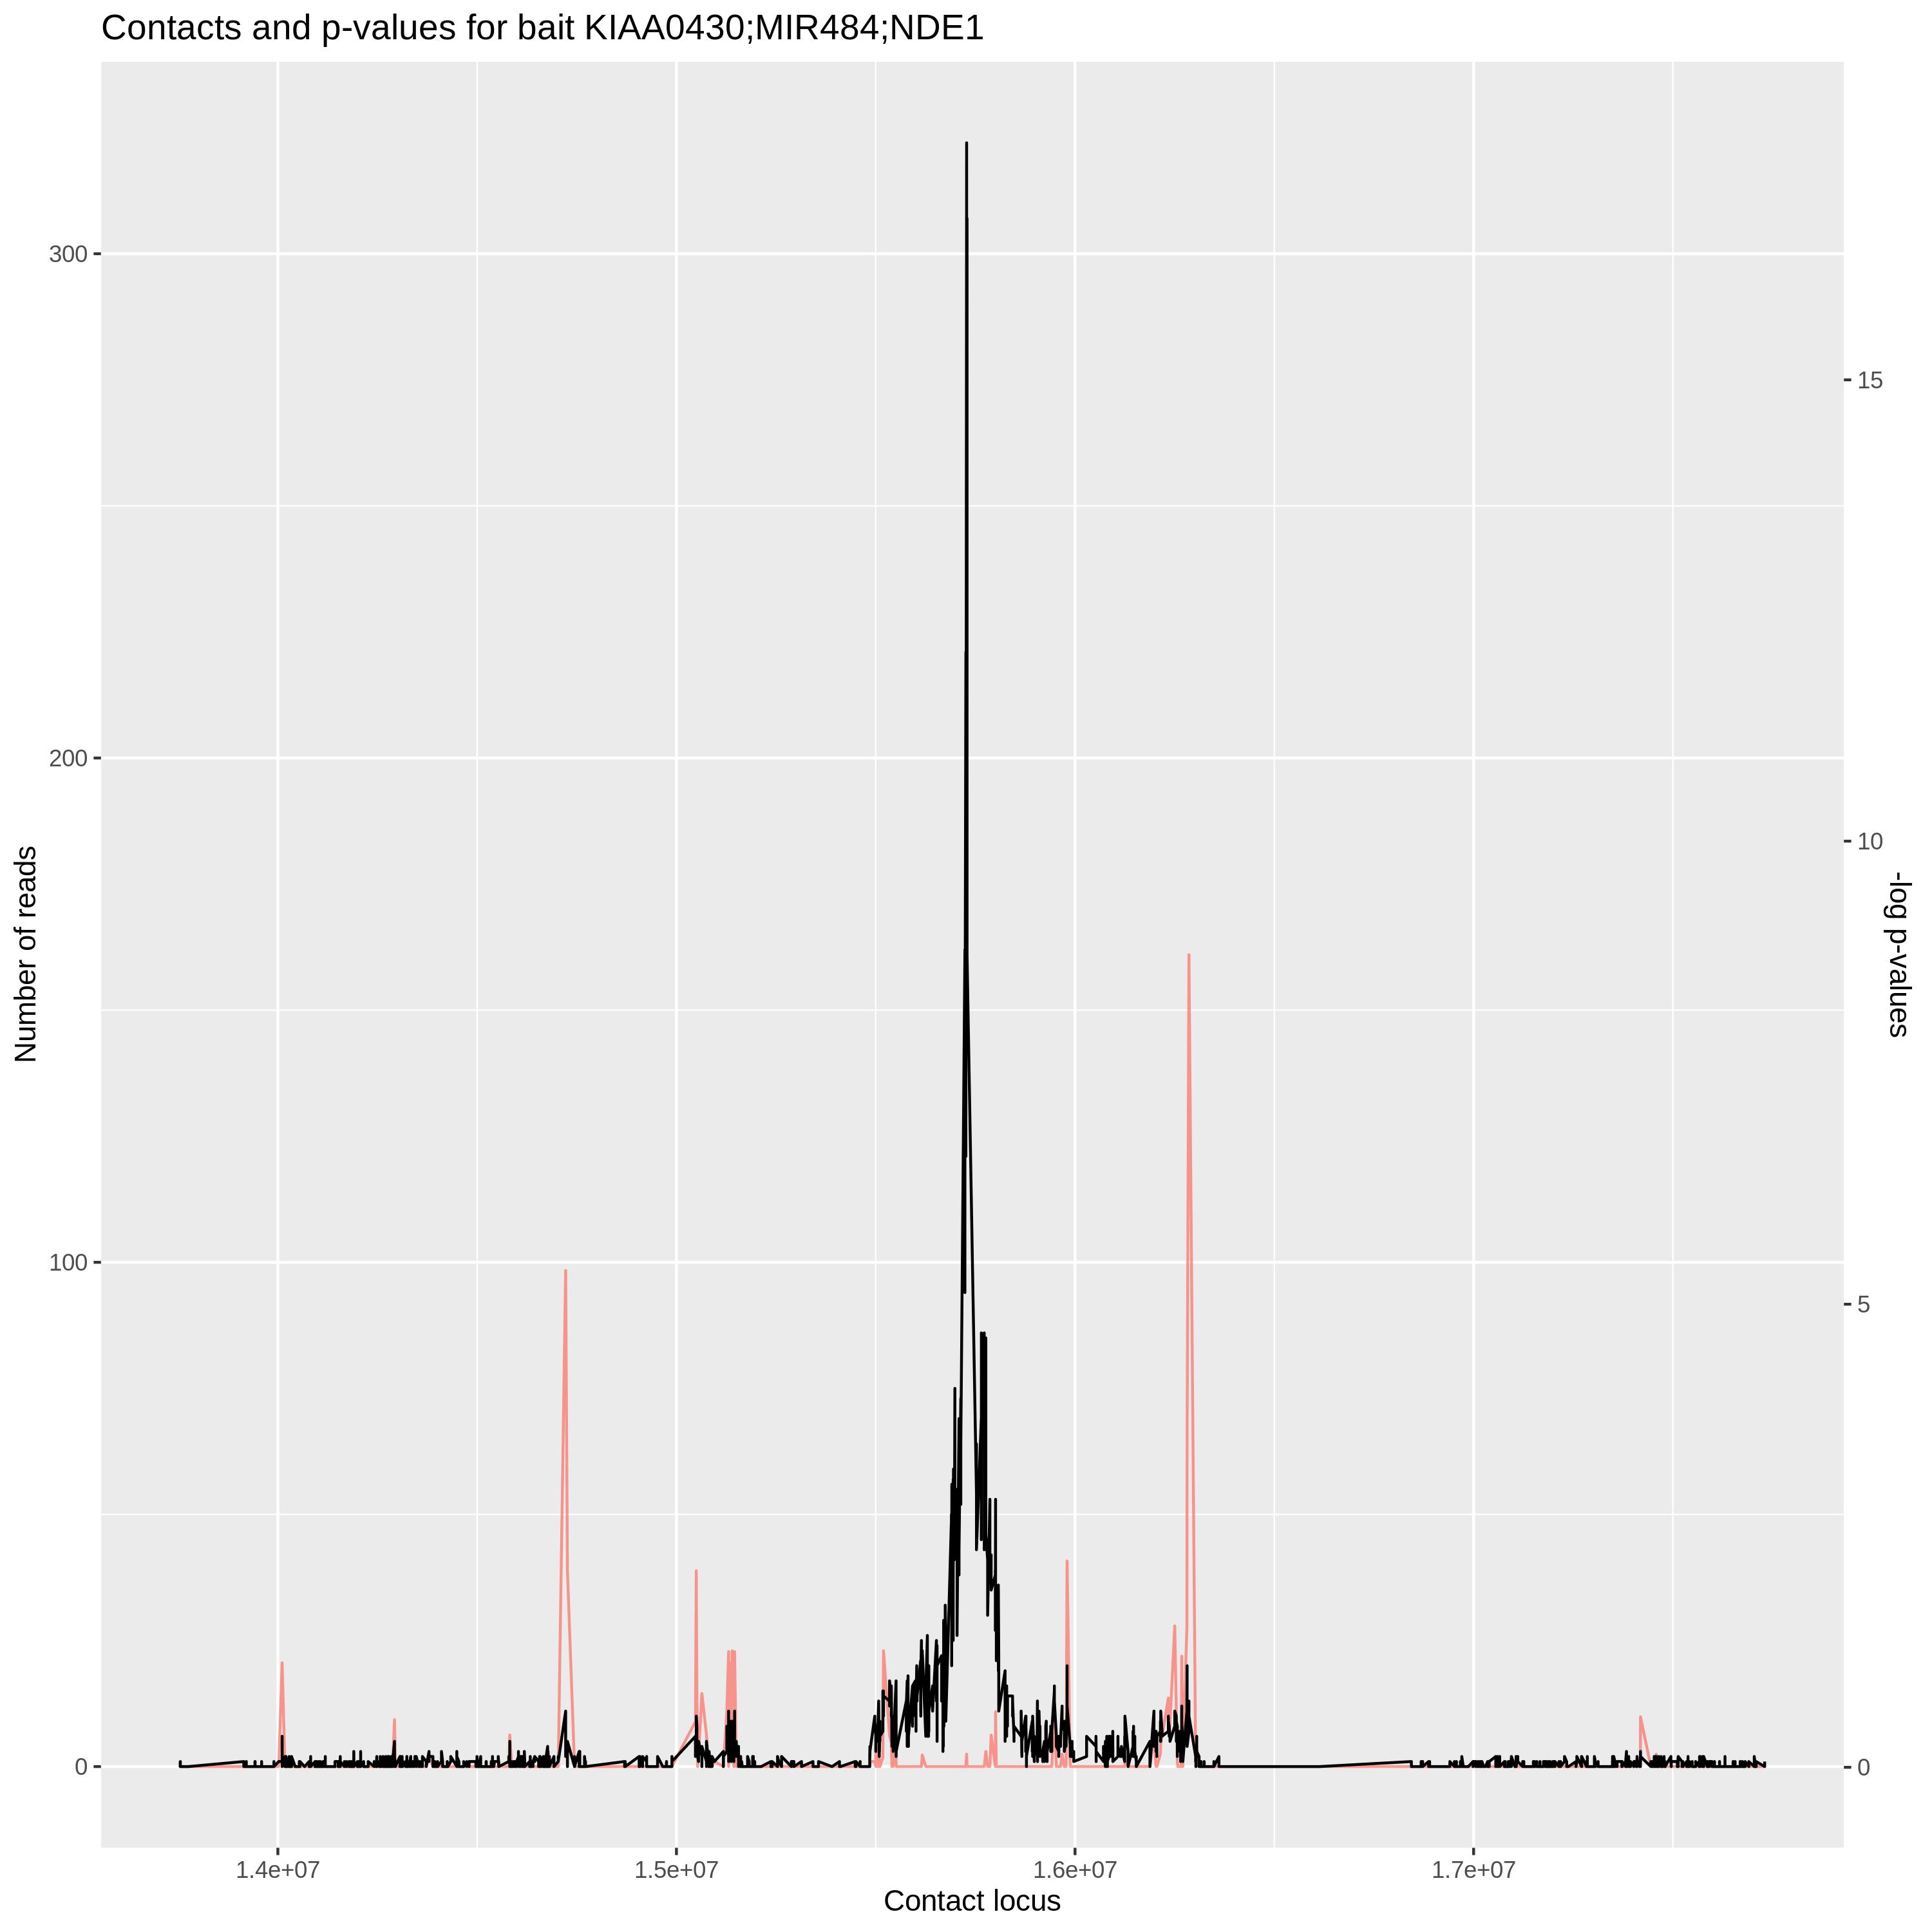 Contacts and p-values for bait KIAA0430;MIR484;NDE1
300
200
100
0
Number of reads
15
10
5
0
-log p-values
1.4e+07
1.5e+07
1.6e+07
1.7e+07
Contact locus